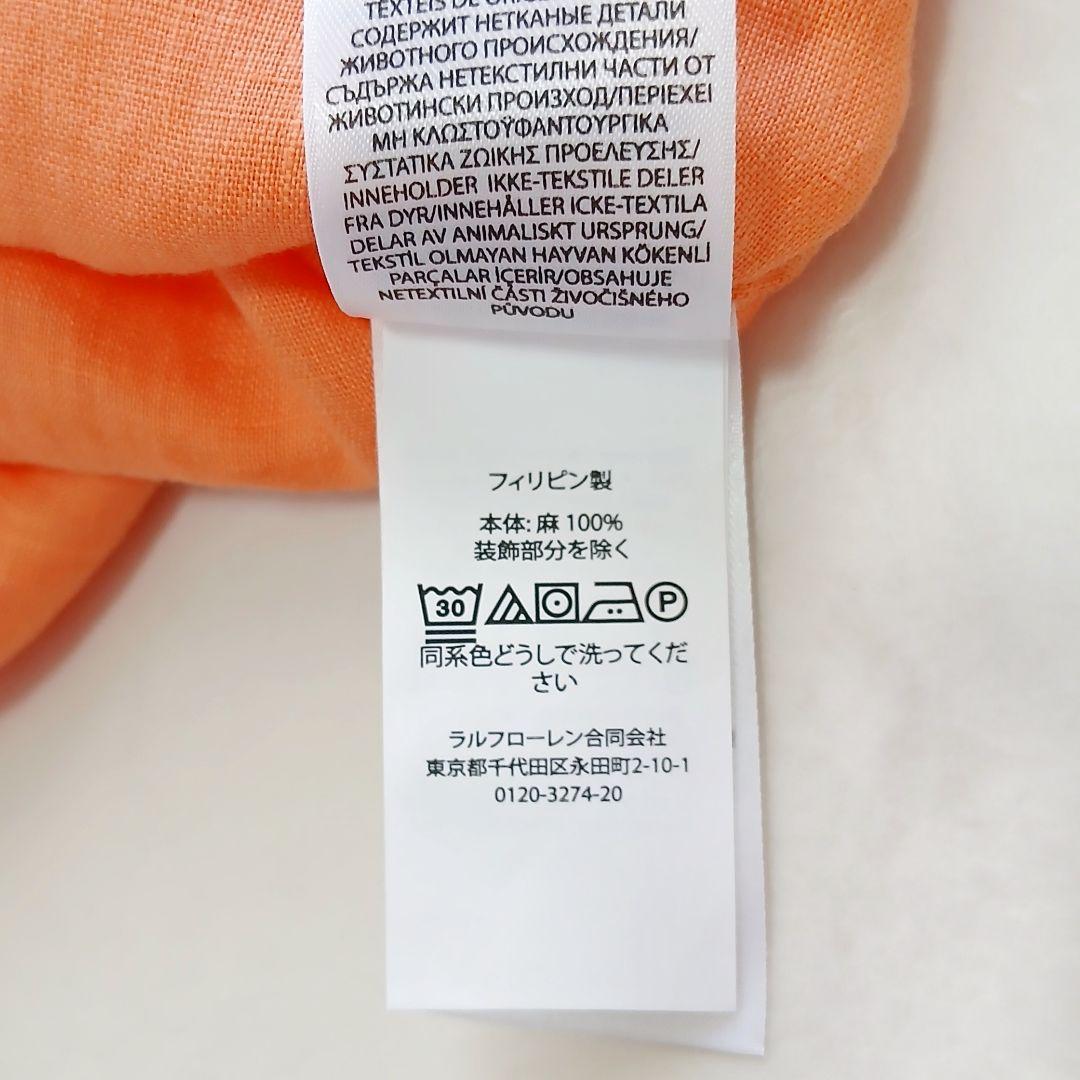 TEXTEIS DE
СОДЕРЖИТ НЕТКАНЫЕ ДЕТАЛИ
ЖИВОТНОГО ПРОИСХОЖДЕНИЯ/
СЪДЪРЖА НЕТЕКСТИЛНИ ЧАСТИ ОТ
ЖИВОТИНСКИ ПРОИЗХОД/ΠΕΡΙΕΧΕΙ
ΜΗ ΚΛΩΣΤΟΫΦΑΝΤΟΥΡΓΙΚΑ
ΣΥΣΤΑΤΙΚΑ ΖΩΙΚΗΣ ΠΡΟΕΛΕΥΣΗΣ/
INNEHOLDER IKKE-TEKSTILE DELER
FRA DYR/INNEHÅLLER ICKE-TEXTILA
DELAR AV ANIMALISKT URSPRUNG/
TEKSTİL OLMAYAN HAYVAN KÖKENLİ
PARÇALAR İÇERİR/OBSAHUJE
NETEXTILNÍ ČÁSTI ŽIVOČIŠNÉHO
PŮVODU
フィリピン製
本体: 麻 100%
装飾部分を除く
30 P
同系色どうしで洗ってくだ
さい
ラルフローレン合同会社
東京都千代田区永田町2-10-1
0120-3274-20